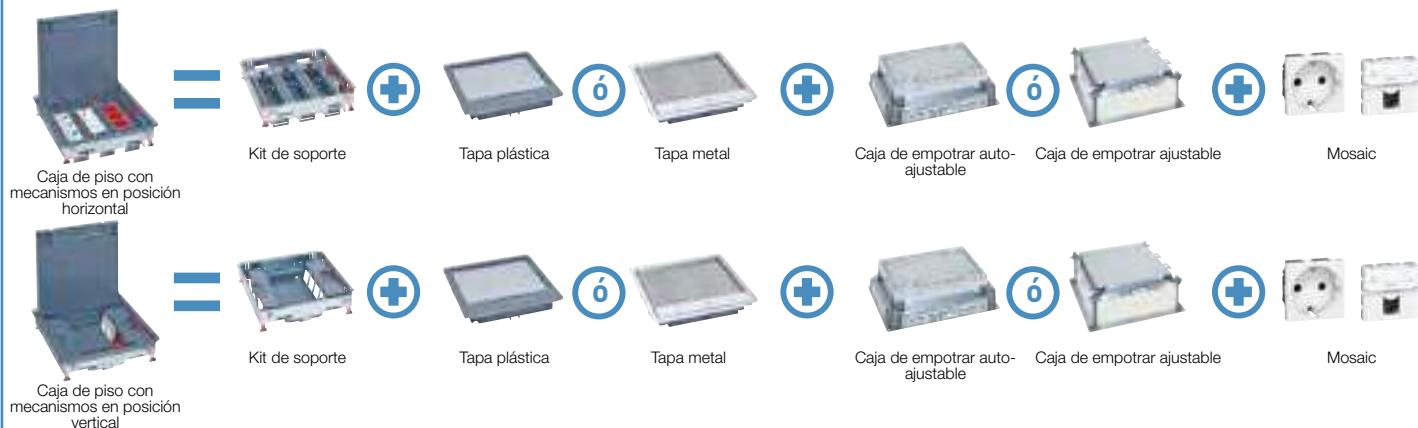 ó
ó
Kit de soporte
Tapa plástica
Tapa metal
Caja de empotrar auto-
ajustable
Caja de empotrar ajustable
Mosaic
Caja de piso con
mecanismos en posición
horizontal
ó
ó
Kit de soporte
Tapa plástica
Tapa metal
Caja de empotrar auto-
ajustable
Caja de empotrar ajustable
Mosaic
Caja de piso con
mecanismos en posición
vertical